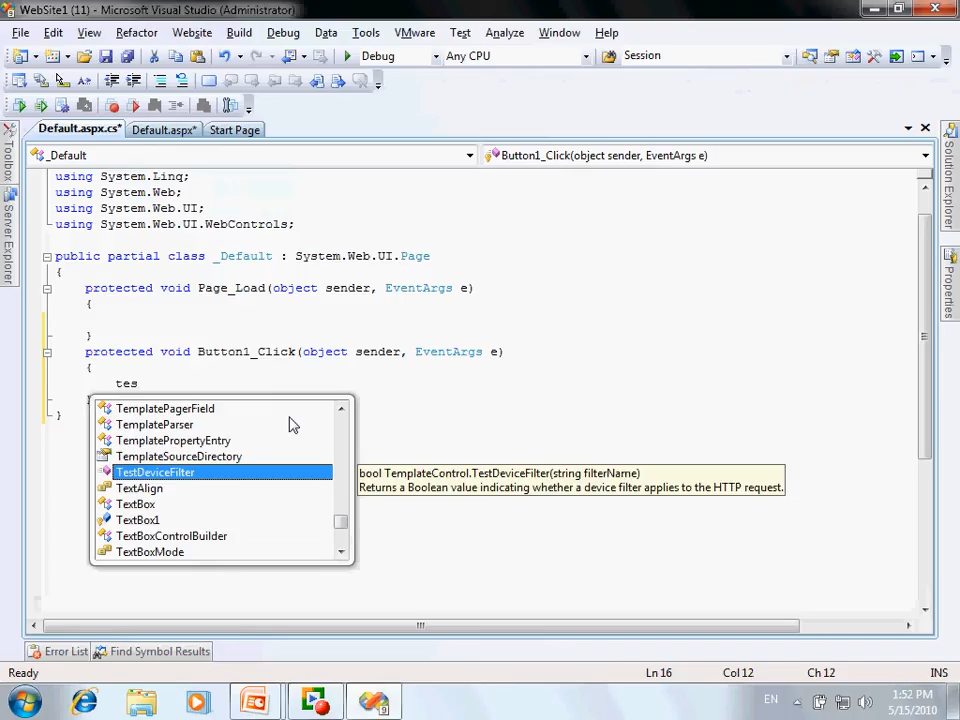 WebSite1 (11) - Microsoft Visual Studio (Administrator)
File Edit View Refactor Website Build Debug Data Tools VMware Test Analyze Window Help
Debug Any CPU Session
Default.aspx.cs* Default.aspx* Start Page
_Default Button1_Click(object sender, EventArgs e)
using System.Linq;
using System.Web;
using System.Web.UI;
using System.Web.UI.WebControls;
public partial class _Default : System.Web.UI.Page
{
protected void Page_Load(object sender, EventArgs e)
{
}
protected void Button1_Click(object sender, EventArgs e)
{
tes
}
TemplatePagerField
TemplateParser
TemplatePropertyEntry
TemplateSourceDirectory
TestDeviceFilter
TextAlign
TextBox
TextBox1
TextBoxControlBuilder
TextBoxMode
bool TemplateControl.TestDeviceFilter(string filterName)
Returns a Boolean value indicating whether a device filter applies to the HTTP request.
Toolbox
Server Explorer
Solution Explorer
Properties
Error List Find Symbol Results
Ready Ln 16 Col 12 Ch 12 INS
EN 1:52 PM
5/15/2010